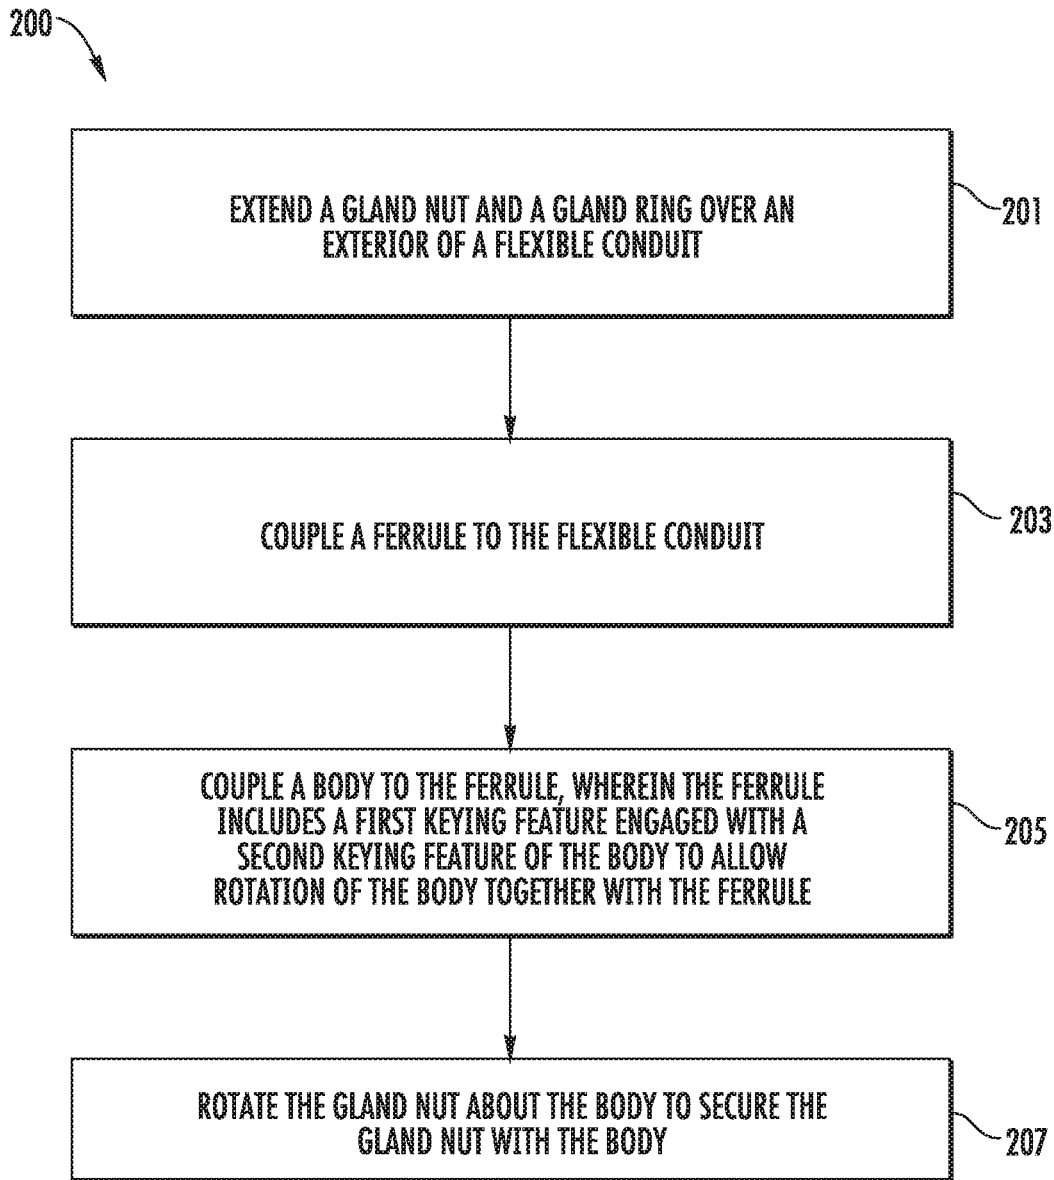 200
EXTEND A GLAND NUT AND A GLAND RING OVER AN
EXTERIOR OF A FLEXIBLE CONDUIT
201
COUPLE A FERRULE TO THE FLEXIBLE CONDUIT
203
COUPLE A BODY TO THE FERRULE, WHEREIN THE FERRULE
INCLUDES A FIRST KEYING FEATURE ENGAGED WITH A
SECOND KEYING FEATURE OF THE BODY TO ALLOW
ROTATION OF THE BODY TOGETHER WITH THE FERRULE
205
ROTATE THE GLAND NUT ABOUT THE BODY TO SECURE THE
GLAND NUT WITH THE BODY
207